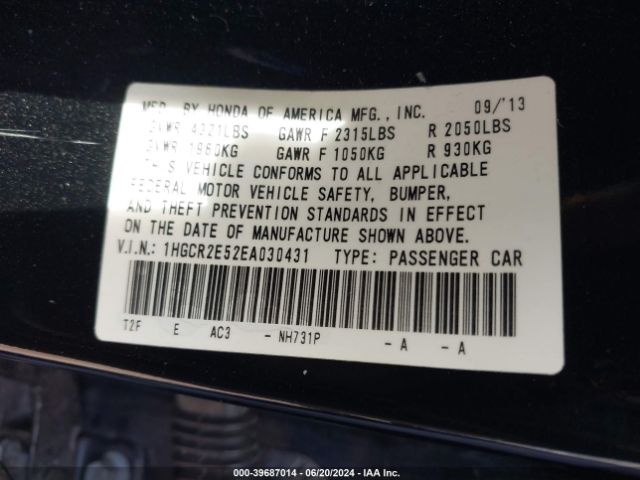 MFD. BY HONDA OF AMERICA MFG., INC. 09/'13
GVWR 4321LBS GAWR F 2315LBS R 2050LBS
GVWR 1960KG GAWR F 1050KG R 930KG
THIS VEHICLE CONFORMS TO ALL APPLICABLE
FEDERAL MOTOR VEHICLE SAFETY, BUMPER,
AND THEFT PREVENTION STANDARDS IN EFFECT
ON THE DATE OF MANUFACTURE SHOWN ABOVE.
V.I.N.: 1HGCR2E52EA030431 TYPE: PASSENGER CAR
T2F E AC3 - NH731P - A - A
000-39687014 | 06/20/2024 | IAA Inc.